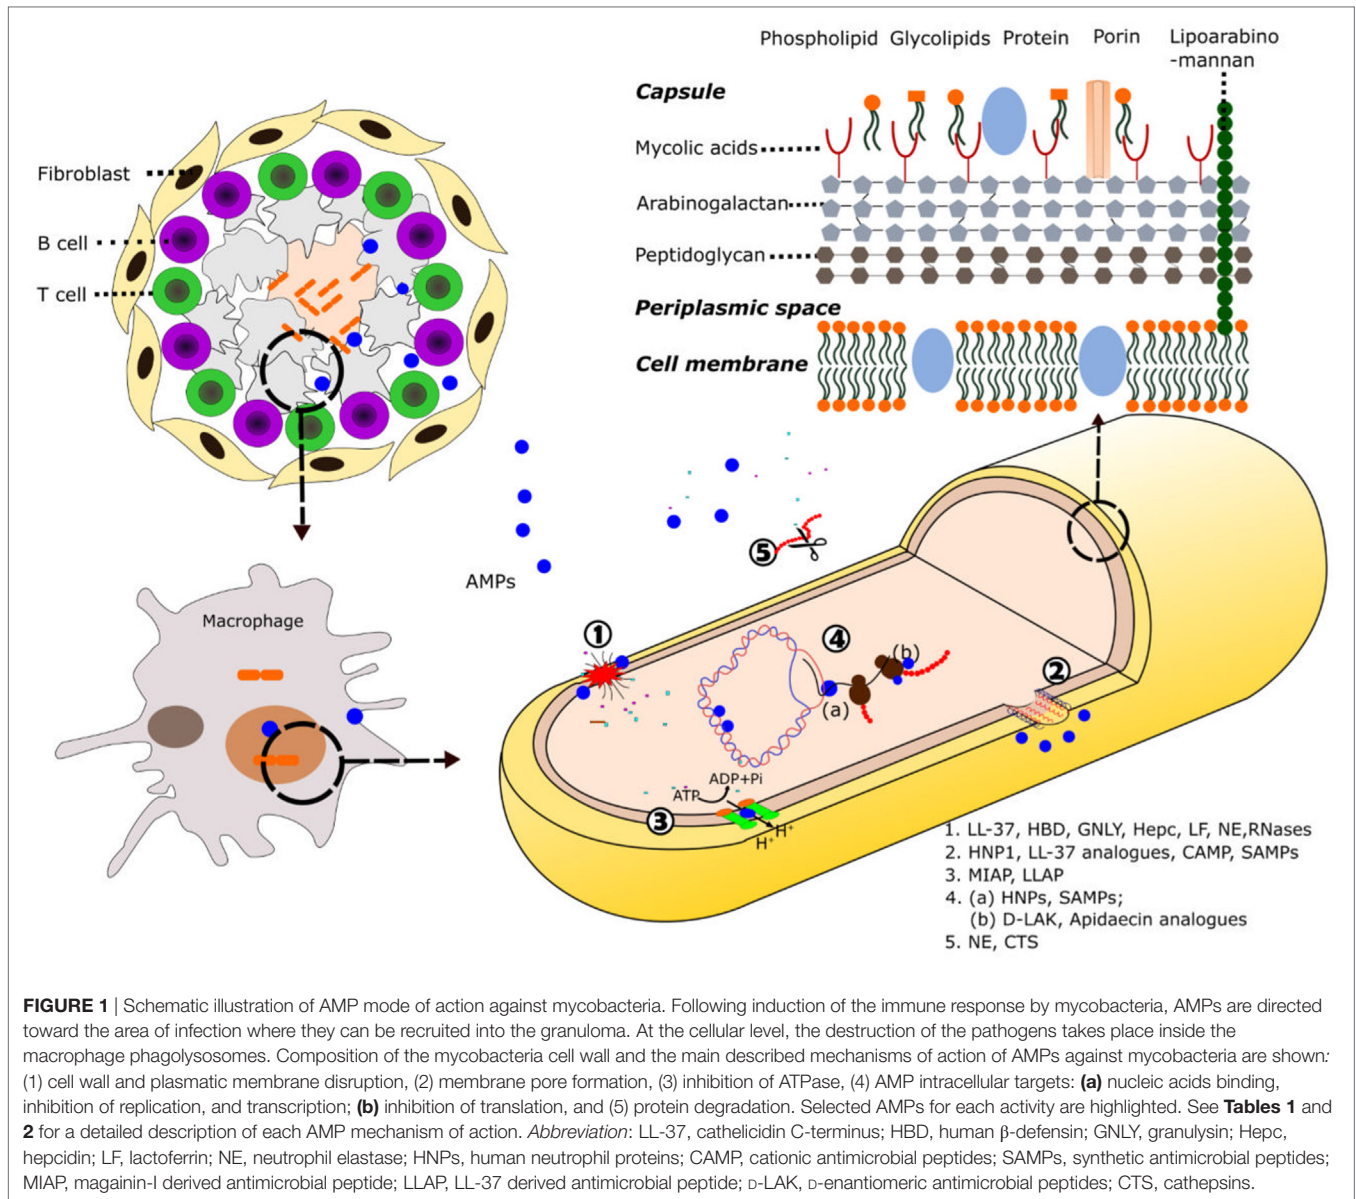 Phospholipid Glycolipids Protein Porin Lipoarabino
-mannan
Capsule
Mycolic acids
Arabinogalactan
Peptidoglycan
Periplasmic space
Cell membrane
Fibroblast
B cell
T cell
AMPs
Macrophage
1
2
3
4
5
(a)
(b)
ATP
ADP+Pi
H⁺
H⁺
1. LL-37, HBD, GNLY, Hepc, LF, NE,RNases
2. HNP1, LL-37 analogues, CAMP, SAMPs
3. MIAP, LLAP
4. (a) HNPs, SAMPs;
(b) D-LAK, Apidaecin analogues
5. NE, CTS
FIGURE 1 | Schematic illustration of AMP mode of action against mycobacteria. Following induction of the immune response by mycobacteria, AMPs are directed
toward the area of infection where they can be recruited into the granuloma. At the cellular level, the destruction of the pathogens takes place inside the
macrophage phagolysosomes. Composition of the mycobacteria cell wall and the main described mechanisms of action of AMPs against mycobacteria are shown:
(1) cell wall and plasmatic membrane disruption, (2) membrane pore formation, (3) inhibition of ATPase, (4) AMP intracellular targets: (a) nucleic acids binding,
inhibition of replication, and transcription; (b) inhibition of translation, and (5) protein degradation. Selected AMPs for each activity are highlighted. See Tables 1 and
2 for a detailed description of each AMP mechanism of action. Abbreviation: LL-37, cathelicidin C-terminus; HBD, human β-defensin; GNLY, granulysin; Hepc,
hepcidin; LF, lactoferrin; NE, neutrophil elastase; HNPs, human neutrophil proteins; CAMP, cationic antimicrobial peptides; SAMPs, synthetic antimicrobial peptides;
MIAP, magainin-I derived antimicrobial peptide; LLAP, LL-37 derived antimicrobial peptide; D-LAK, D-enantiomeric antimicrobial peptides; CTS, cathepsins.